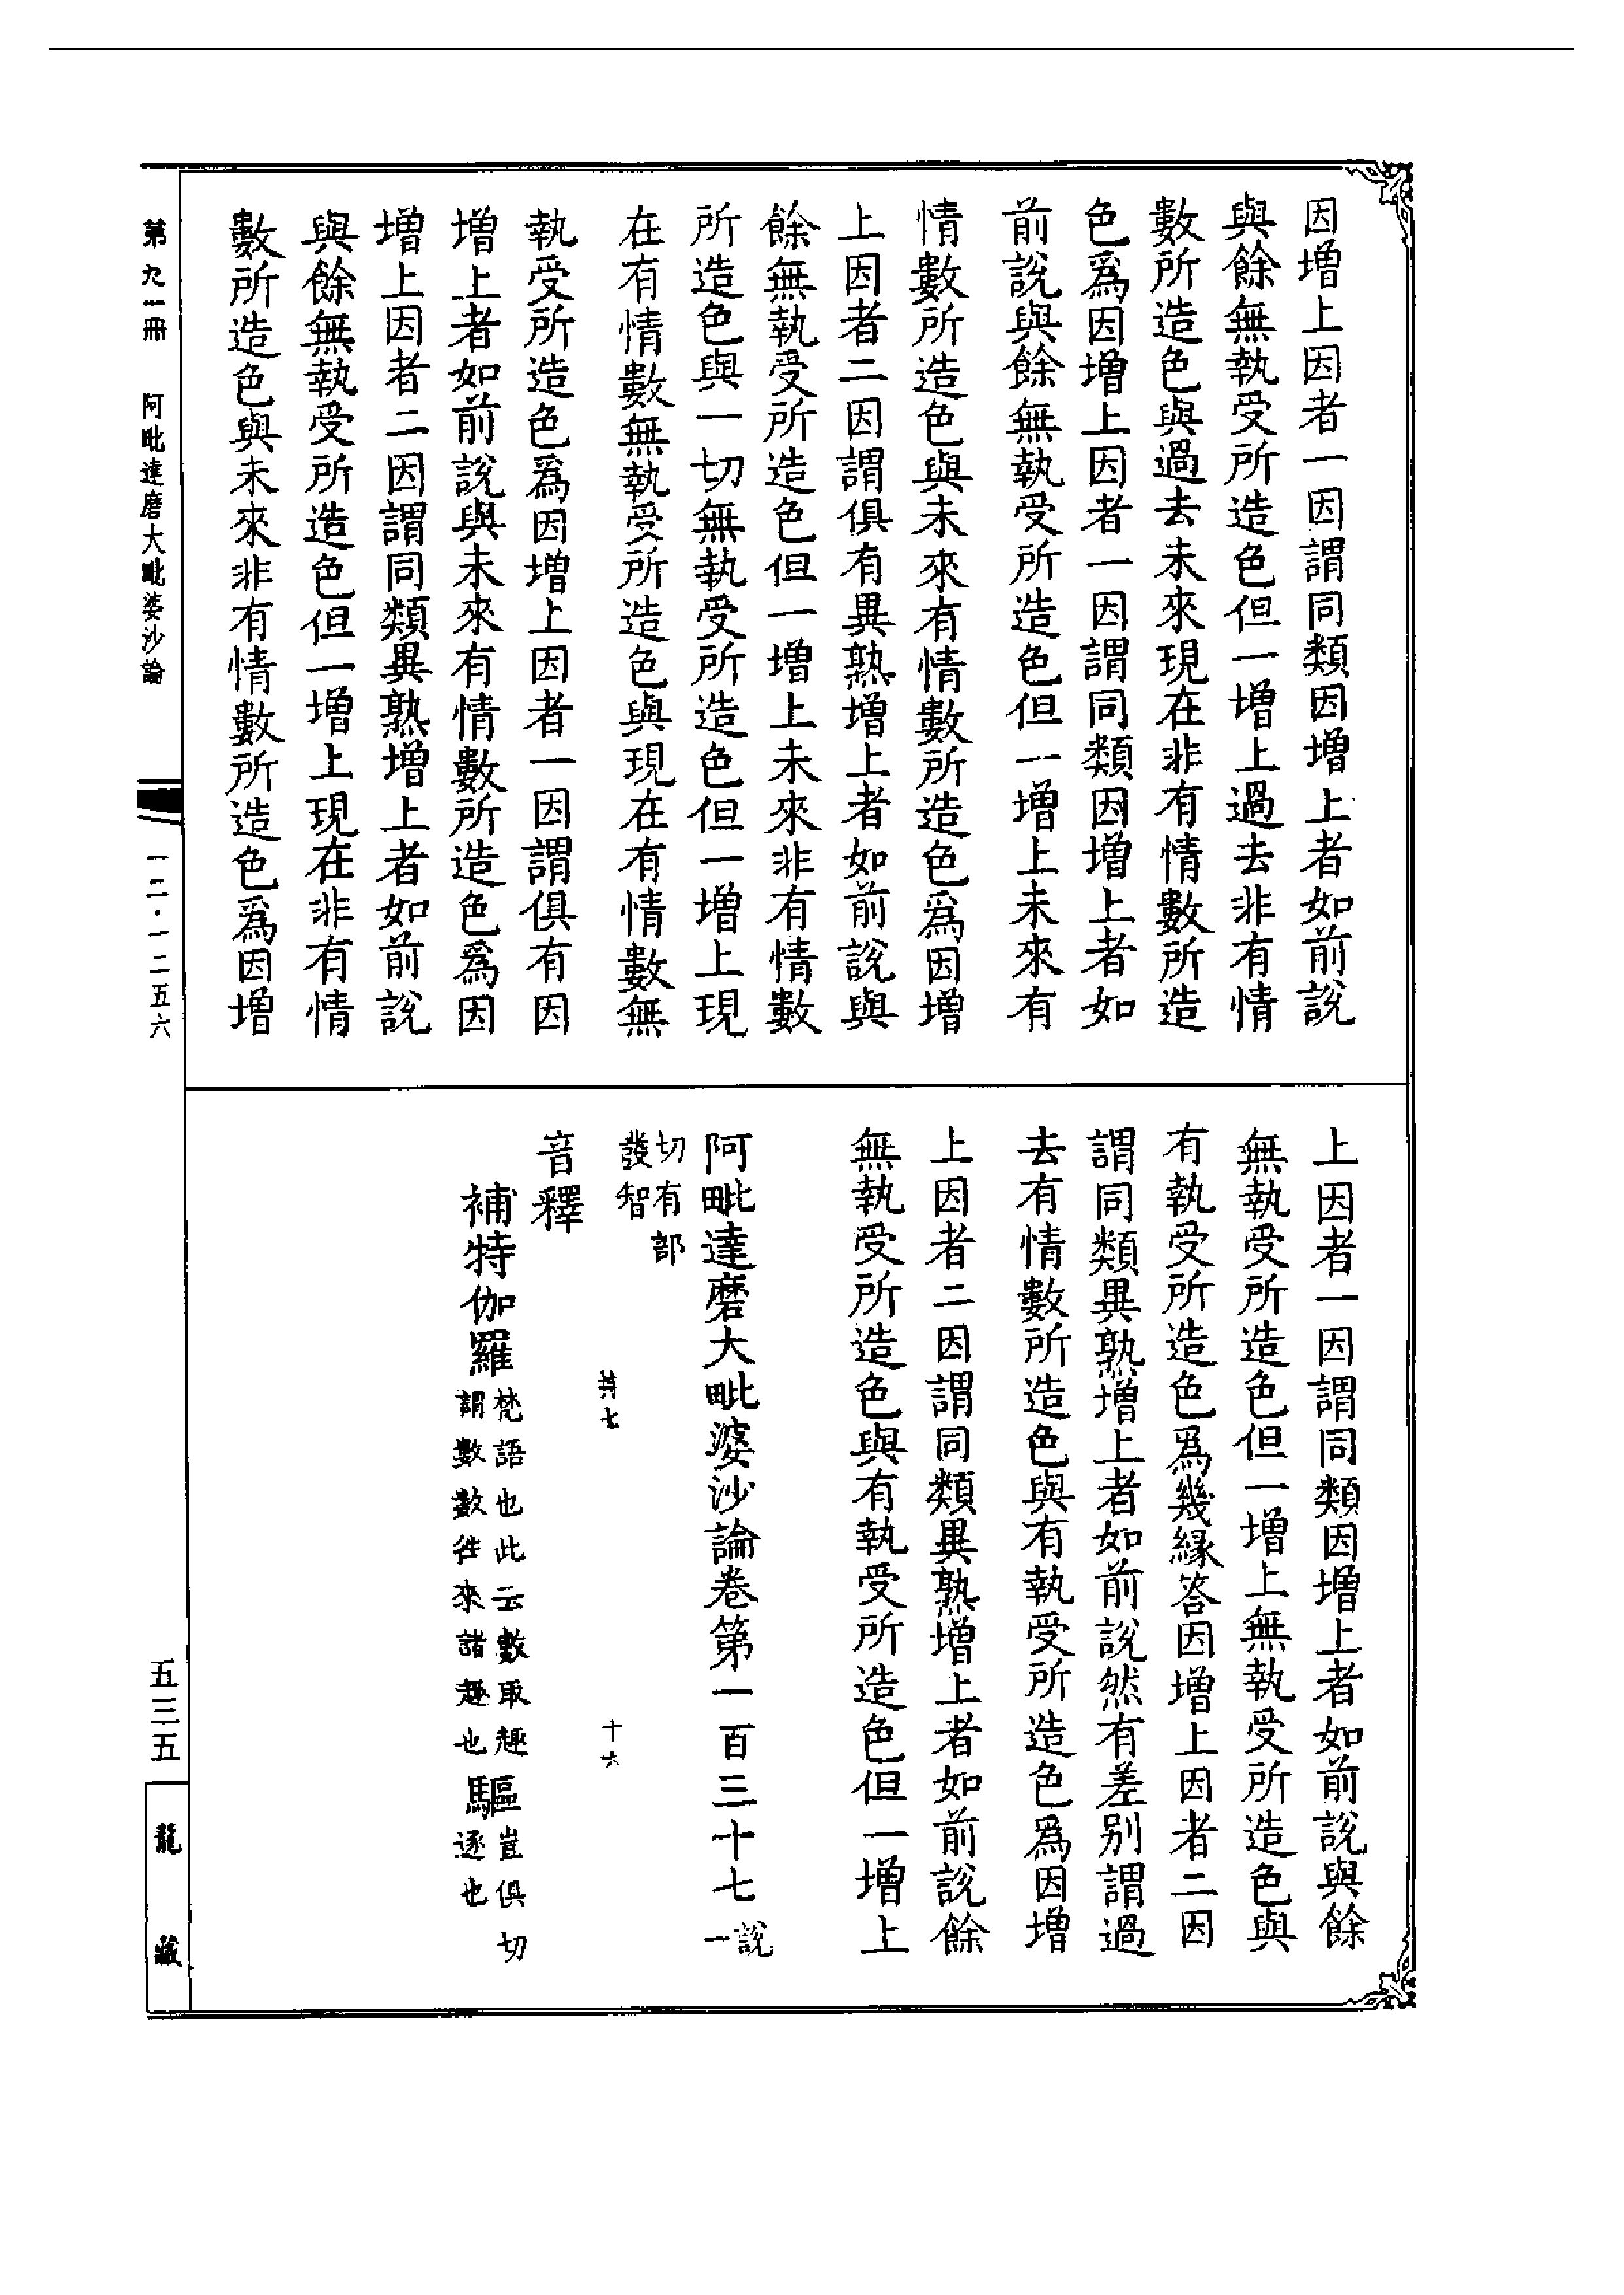 因增上因者一因謂同類因增上者如前說
與餘無執受所造色但一增上過去非有情
數所造色與過去未來現在非有情數所造
色爲因增上因者一因謂同類因增上者如
前說與餘無執受所造色但一增上未來有
情數所造色與未來有情數所造色爲因增
上因者二因謂俱有異熟增上者如前說與
餘無執受所造色但一增上未來非有情數
所造色與一切無執受所造色但一增上現
在有情數無執受所造色與現在有情數無
執受所造色爲因增上因者一因謂俱有因
增上者如前說與未來有情數所造色爲因
增上因者二因謂同類異熟增上者如前說
與餘無執受所造色但一增上現在非有情
數所造色與未來非有情數所造色爲因增
上因者一因謂同類因增上者如前說與餘
無執受所造色但一增上無執受所造色與
有執受所造色爲幾緣答因增上因者二因
謂同類異熟增上者如前說然有差別謂過
去有情數所造色與有執受所造色爲因增
上因者二因謂同類異熟增上者如前說餘
無執受所造色與有執受所造色但一增上
阿毗達磨大毗婆沙論卷第一百三十七說一
切有部
發智
其七 十六
音釋
補特伽羅梵語也此云數取趣謂數數往來諸趣也驅豈俱切逐也
第九一冊 阿毗達磨大毗婆沙論 一二·一二五六
五三五
龍藏